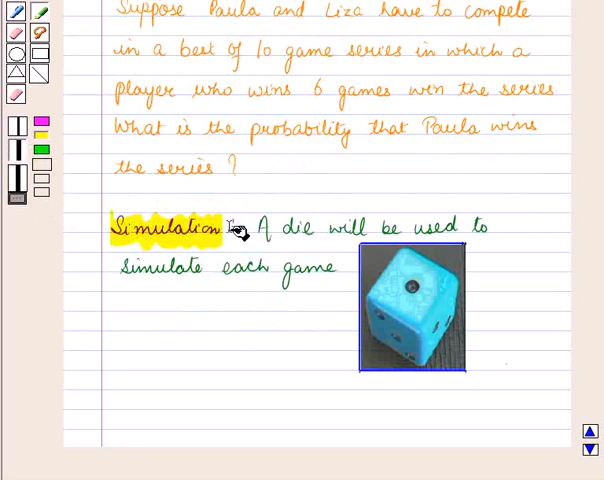 Suppose Paula and Liza have to compete
in a best of 10 game series in which a
player who wins 6 games win the series
What is the probability that Paula wins
the series ?
Simulation :- A die will be used to
simulate each game